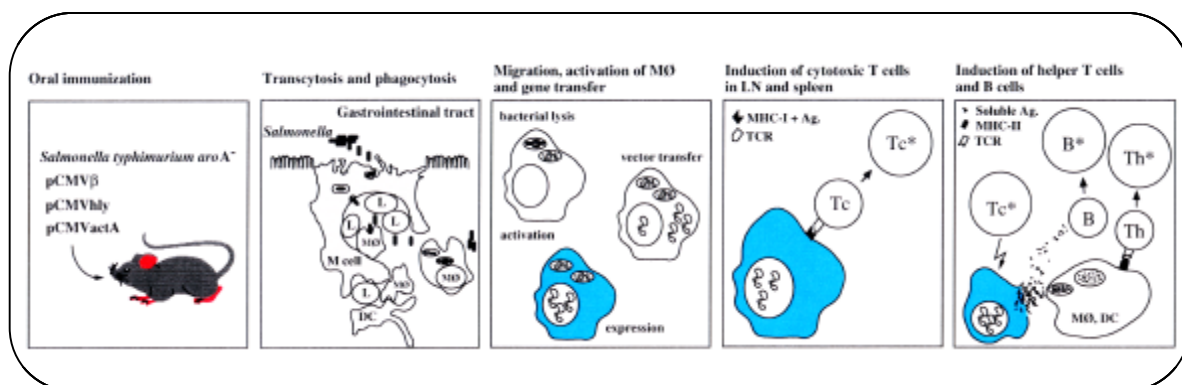 Oral immunization
Salmonella typhimurium aroA⁻
pCMVβ
pCMVhly
pCMVactA
Transcytosis and phagocytosis
Gastrointestinal tract
Salmonella
L
L
L
MØ
M cell
MØ
MØ
L
DC
Migration, activation of MØ
and gene transfer
bacterial lysis
vector transfer
activation
expression
Induction of cytotoxic T cells
in LN and spleen
MHC-I + Ag.
TCR
Tc*
Tc
Induction of helper T cells
and B cells
Soluble Ag.
MHC-II
TCR
B*
Th*
Tc*
B
Th
MØ, DC